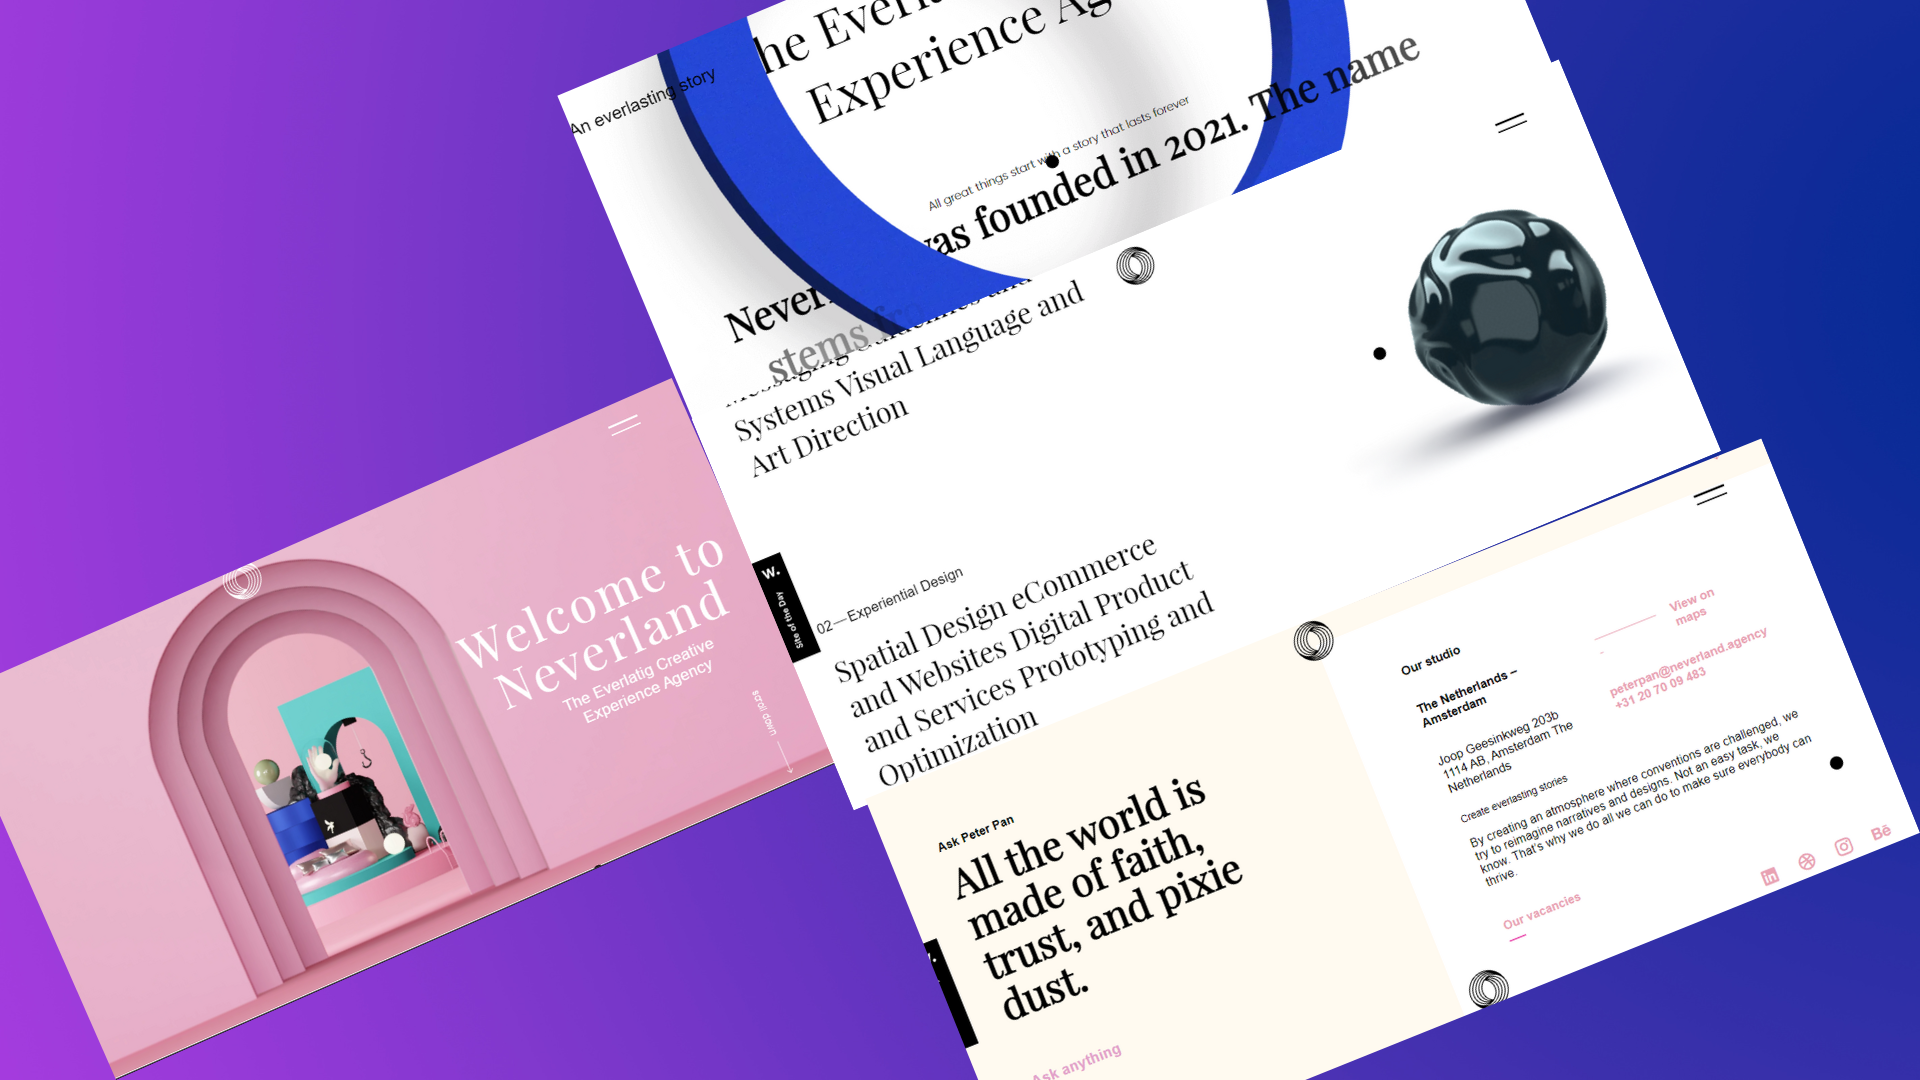 he Everl
Experience Ag
An everlasting story
All great things start with a story that lasts forever
Never
was founded in 2021. The name
stems fr
Systems Visual Language and
Art Direction
W.
Site of the Day
02—Experiential Design
Spatial Design eCommerce
and Websites Digital Product
and Services Prototyping and
Optimization
Welcome to
Neverland
The Everlatig Creative
Experience Agency
scroll down
Ask Peter Pan
All the world is
made of faith,
trust, and pixie
dust.
Ask anything
Our studio
The Netherlands –
Amsterdam
Joop Geesinkweg 203b
1114 AB, Amsterdam The
Netherlands
View on
maps
peterpan@neverland.agency
+31 20 70 09 483
Create everlasting stories
By creating an atmosphere where conventions are challenged, we
try to reimagine narratives and designs. Not an easy task, we
know. That's why we do all we can do to make sure everybody can
thrive.
Our vacancies
in
Bē